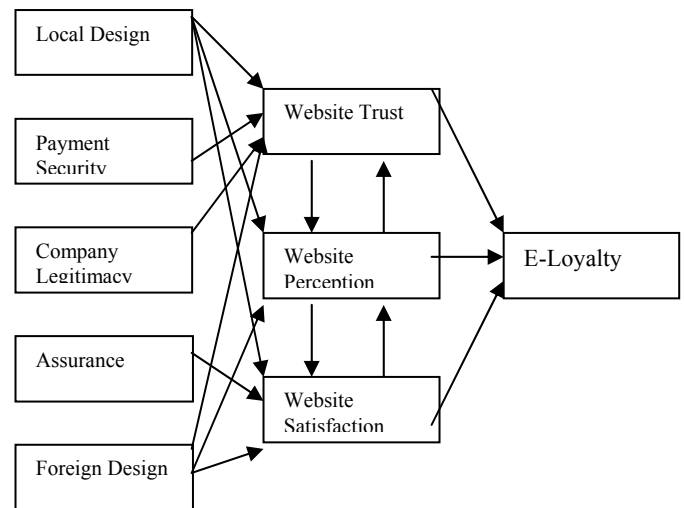 Local Design
Payment
Security
Company
Legitimacy
Assurance
Foreign Design
Website Trust
Website
Perception
Website
Satisfaction
E-Loyalty